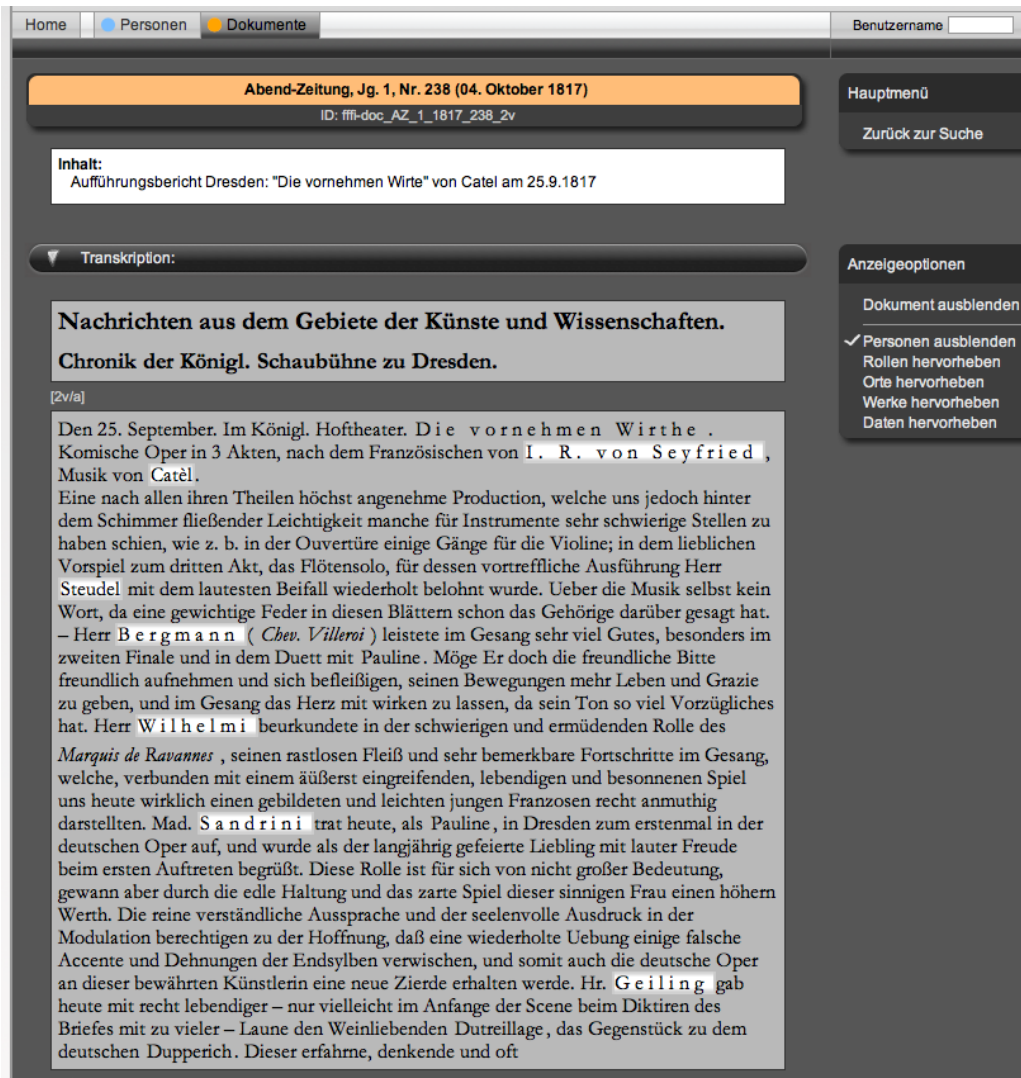 Home
Personen
Dokumente
Benutzername
Abend-Zeitung, Jg. 1, Nr. 238 (04. Oktober 1817)
ID: fffi-doc_AZ_1_1817_238_2v
Hauptmenü
Zurück zur Suche
Inhalt:
Aufführungsbericht Dresden: "Die vornehmen Wirte" von Catel am 25.9.1817
Transkription:
Anzeigeoptionen
Dokument ausblenden
Personen ausblenden
Rollen hervorheben
Orte hervorheben
Werke hervorheben
Daten hervorheben
Nachrichten aus dem Gebiete der Künste und Wissenschaften.
Chronik der Königl. Schaubühne zu Dresden.
[2v/a]
Den 25. September. Im Königl. Hoftheater. Die vornehmen Wirthe .
Komische Oper in 3 Akten, nach dem Französischen von I. R. von Seyfried ,
Musik von Catèl.
Eine nach allen ihren Theilen höchst angenehme Production, welche uns jedoch hinter
dem Schimmer fließender Leichtigkeit manche für Instrumente sehr schwierige Stellen zu
haben schien, wie z. b. in der Ouvertüre einige Gänge für die Violine; in dem lieblichen
Vorspiel zum dritten Akt, das Flötensolo, für dessen vortreffliche Ausführung Herr
Steudel mit dem lautesten Beifall wiederholt belohnt wurde. Ueber die Musik selbst kein
Wort, da eine gewichtige Feder in diesen Blättern schon das Gehörige darüber gesagt hat.
– Herr Bergmann ( Chev. Villeroi ) leistete im Gesang sehr viel Gutes, besonders im
zweiten Finale und in dem Duett mit Pauline. Möge Er doch die freundliche Bitte
freundlich aufnehmen und sich befleißigen, seinen Bewegungen mehr Leben und Grazie
zu geben, und im Gesang das Herz mit wirken zu lassen, da sein Ton so viel Vorzügliches
hat. Herr Wilhelmi beurkundete in der schwierigen und ermüdenden Rolle des
Marquis de Ravannes , seinen rastlosen Fleiß und sehr bemerkbare Fortschritte im Gesang,
welche, verbunden mit einem äüßerst eingreifenden, lebendigen und besonnenen Spiel
uns heute wirklich einen gebildeten und leichten jungen Franzosen recht anmuthig
darstellten. Mad. Sandrini trat heute, als Pauline, in Dresden zum erstenmal in der
deutschen Oper auf, und wurde als der langjährig gefeierte Liebling mit lauter Freude
beim ersten Auftreten begrüßt. Diese Rolle ist für sich von nicht großer Bedeutung,
gewann aber durch die edle Haltung und das zarte Spiel dieser sinnigen Frau einen höhern
Werth. Die reine verständliche Aussprache und der seelenvolle Ausdruck in der
Modulation berechtigen zu der Hoffnung, daß eine wiederholte Uebung einige falsche
Accente und Dehnungen der Endsylben verwischen, und somit auch die deutsche Oper
an dieser bewährten Künstlerin eine neue Zierde erhalten werde. Hr. Geiling gab
heute mit recht lebendiger – nur vielleicht im Anfange der Scene beim Diktiren des
Briefes mit zu vieler – Laune den Weinliebenden Dutreillage, das Gegenstück zu dem
deutschen Dupperich. Dieser erfahrne, denkende und oft